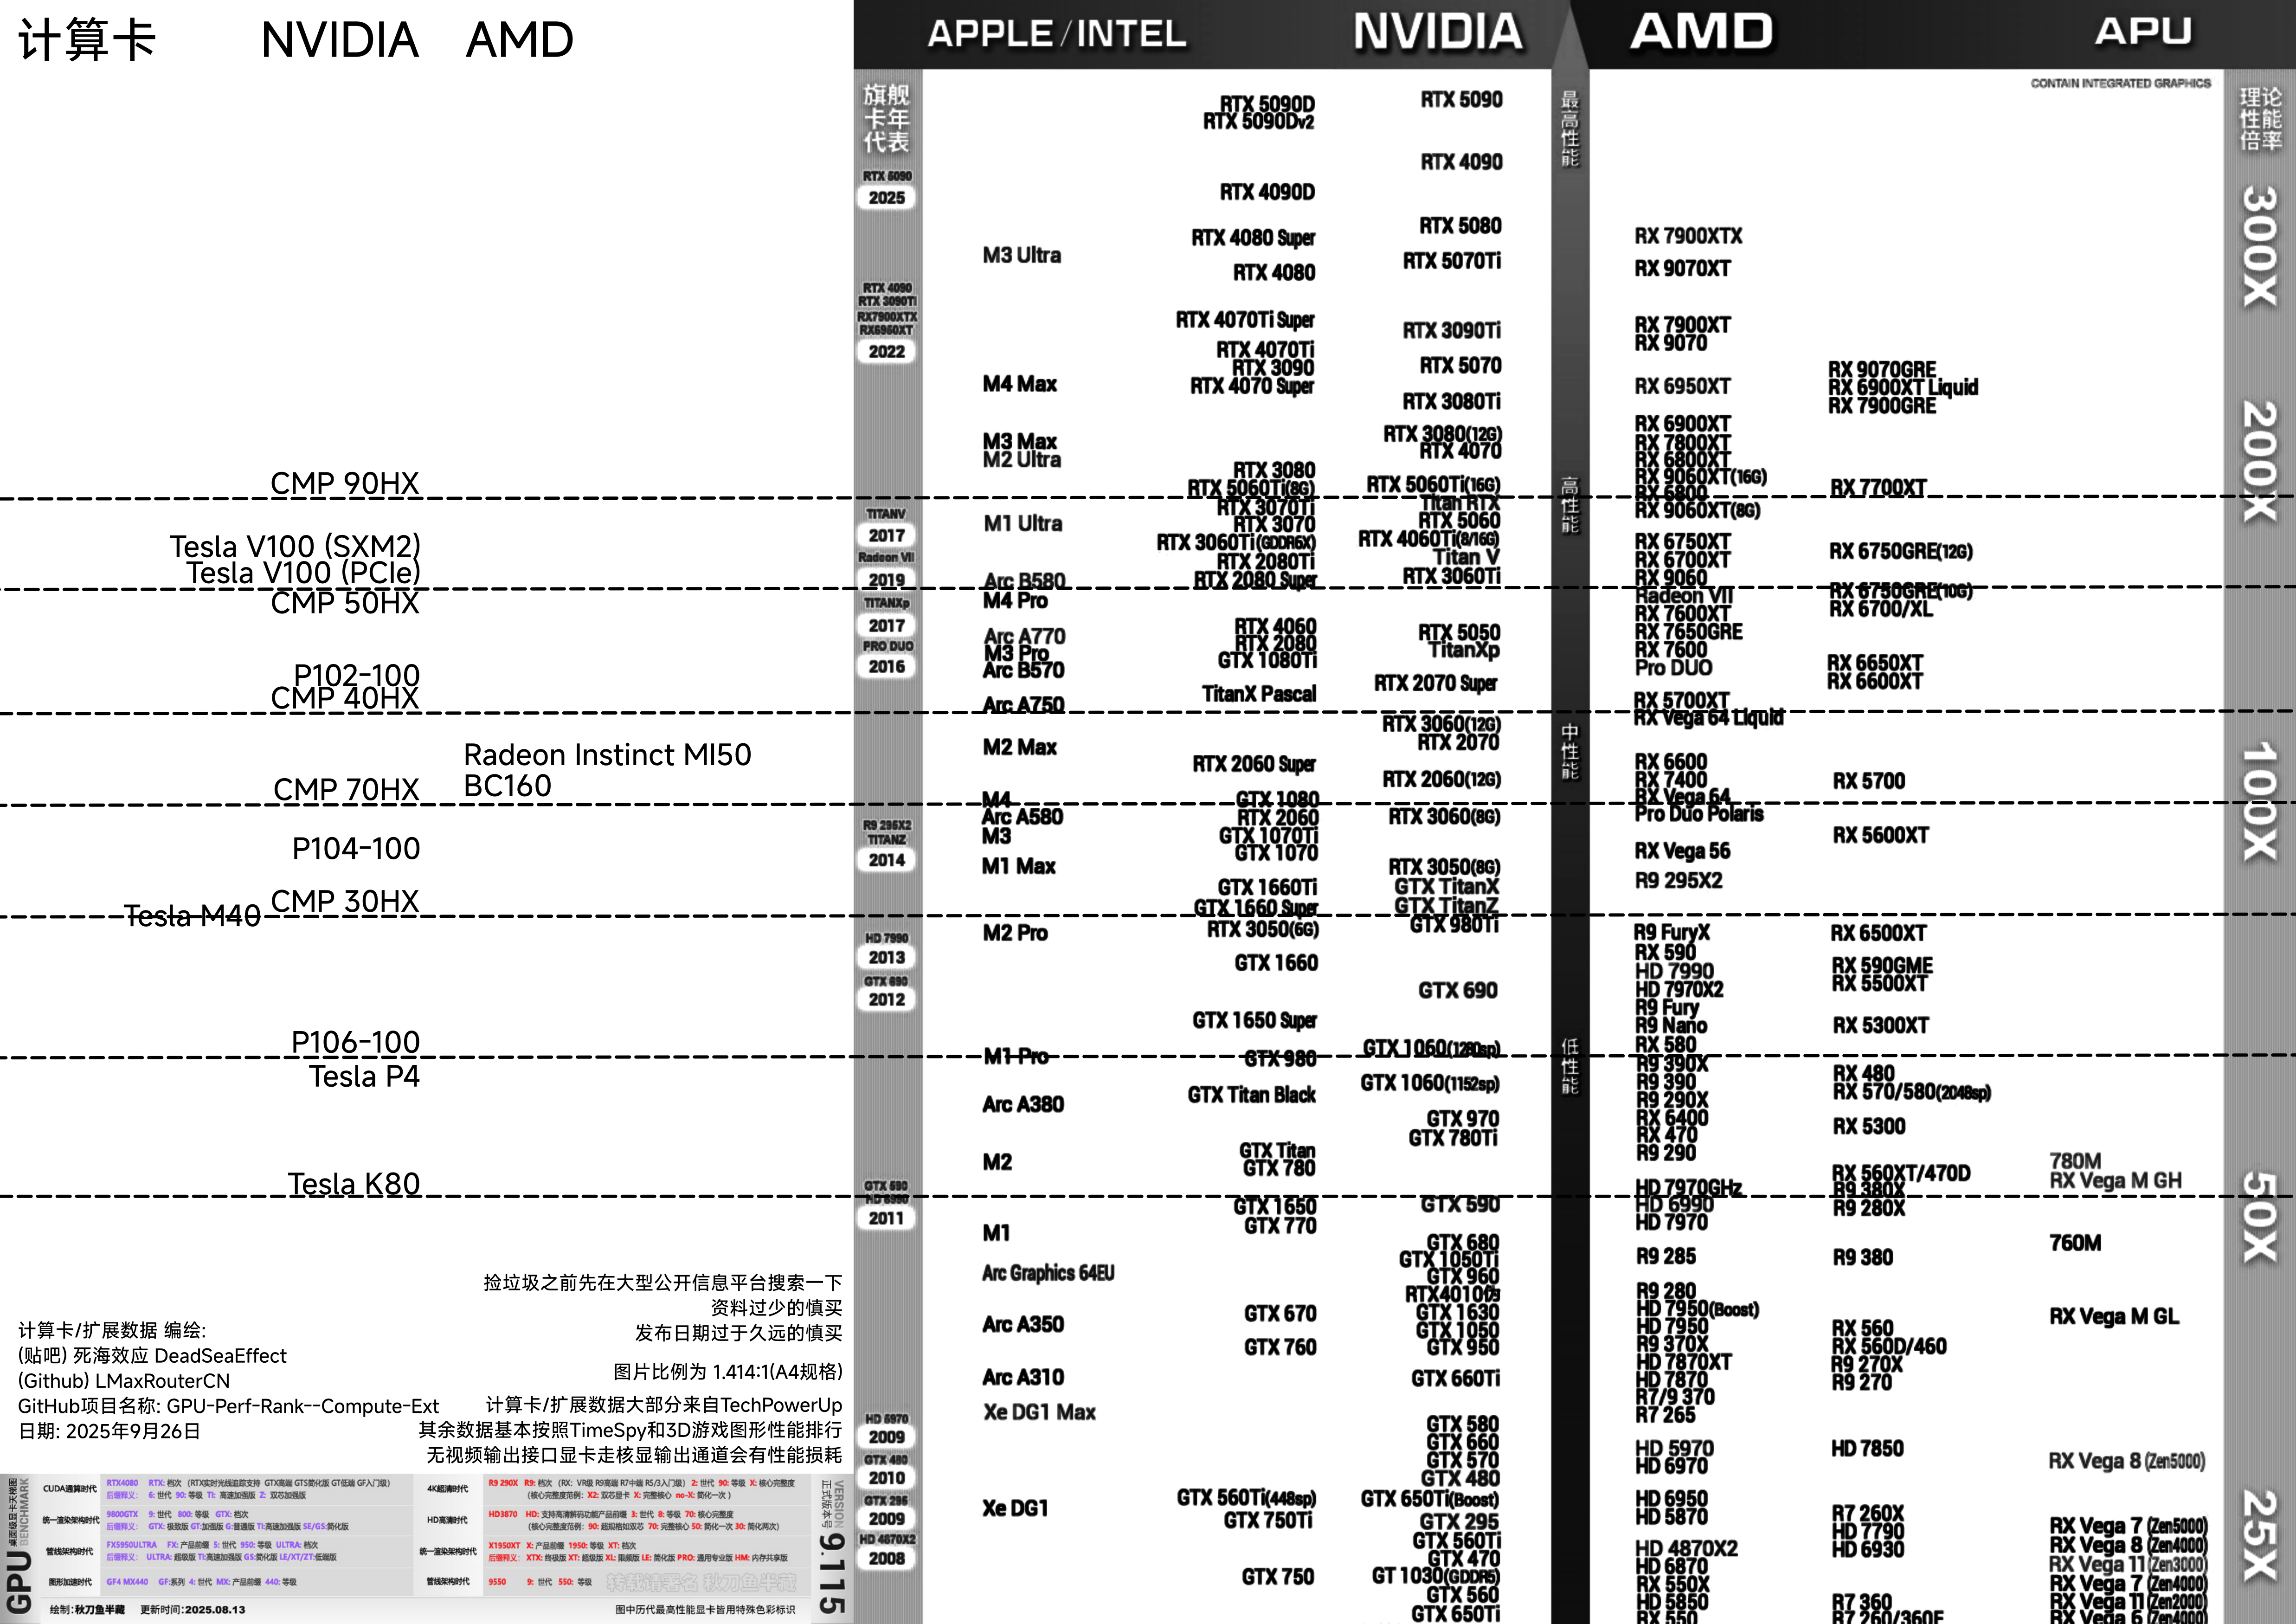 计算卡 NVIDIA AMD
CMP 90HX
Tesla V100 (SXM2)
Tesla V100 (PCIe)
CMP 50HX
P102-100
CMP 40HX
Radeon Instinct MI50
CMP 70HX BC160
P104-100
Tesla M40 CMP 30HX
P106-100
Tesla P4
Tesla K80
捡垃圾之前先在大型公开信息平台搜索一下
资料过少的慎买
发布日期过于久远的慎买
图片比例为 1.414:1(A4规格)
计算卡/扩展数据大部分来自TechPowerUp
其余数据基本按照TimeSpy和3D游戏图形性能排行
无视频输出接口显卡走核显输出通道会有性能损耗
计算卡/扩展数据 编绘:
(贴吧) 死海效应 DeadSeaEffect
(Github) LMaxRouterCN
GitHub项目名称: GPU-Perf-Rank--Compute-Ext
日期: 2025年9月26日
GPU
桌面级显卡天梯图
BENCHMARK
CUDA通算时代
RTX4080 RTX: 档次 (RTX实时光线追踪支持 GTX高端 GTS简化版 GT低端 GF入门级)
后缀释义: 6: 世代 90: 等级 TI: 高速加强版 Z: 双芯加强版
统一渲染架构时代
9800GTX 9: 世代 800: 等级 GTX: 档次
后缀释义: GTX: 极致版 GT:加强版 G:普通版 TI:高速加强版 SE/GS:简化版
管线架构时代
FX5950ULTRA FX: 产品前缀 5: 世代 950: 等级 ULTRA: 档次
后缀释义: ULTRA: 超级版 TI:高速加强版 GS:简化版 LE/XT/ZT:低端版
图形加速时代
GF4 MX440 GF:系列 4: 世代 MX: 产品前缀 440: 等级
4K超清时代
R9 290X R9: 档次 (RX: VR级 R9高端 R7中端 R5/3入门级) 2: 世代 90: 等级 X: 核心完整度
(核心完整度范例: X2: 双芯显卡 X: 完整核心 no-X: 简化一次 )
HD高清时代
HD3870 HD: 支持高清解码功能产品前缀 3: 世代 8: 等级 70: 核心完整度
(核心完整度范例: 90: 超规格如双芯 70: 完整核心 50: 简化一次 30: 简化两次)
统一渲染架构时代
X1950XT X: 产品前缀 1950: 等级 XT: 档次
后缀释义: XTX: 终极版 XT: 超级版 XL: 限频版 LE: 简化版 PRO: 通用专业版 HM: 内存共享版
管线架构时代
9550 9: 世代 550: 等级
转载请署名 秋刀鱼半藏
绘制:秋刀鱼半藏 更新时间:2025.08.13
图中历代最高性能显卡皆用特殊色彩标识
VERSION
正式版本号
9.1115
APPLE/INTEL NVIDIA AMD APU
CONTAIN INTEGRATED GRAPHICS
旗舰
卡年
代表
RTX 5090
2025
RTX 4090
RTX 3090Ti
RX7900XTX
RX6950XT
2022
TITANV
2017
Radeon VII
2019
TITANXp
2017
PRO DUO
2016
R9 295X2
TITANZ
2014
HD 7990
2013
GTX 690
2012
GTX 590
HD 6990
2011
HD 5970
2009
GTX 480
2010
GTX 295
2009
HD 4870X2
2008
M3 Ultra
M4 Max
M3 Max
M2 Ultra
M1 Ultra
Arc B580
M4 Pro
Arc A770
M3 Pro
Arc B570
Arc A750
M2 Max
M4
Arc A580
M3
M1 Max
M2 Pro
M1 Pro
Arc A380
M2
M1
Arc Graphics 64EU
Arc A350
Arc A310
Xe DG1 Max
Xe DG1
RTX 5090D
RTX 5090Dv2
RTX 4090D
RTX 4080 Super
RTX 4080
RTX 4070Ti Super
RTX 4070Ti
RTX 3090
RTX 4070 Super
RTX 3080
RTX 5060Ti(8G)
RTX 3070Ti
RTX 3070
RTX 3060Ti(GDDR6X)
RTX 2080Ti
RTX 2080 Super
RTX 4060
RTX 2080
GTX 1080Ti
TitanX Pascal
RTX 2060 Super
GTX 1080
RTX 2060
GTX 1070Ti
GTX 1070
GTX 1660Ti
GTX 1660 Super
RTX 3050(6G)
GTX 1660
GTX 1650 Super
GTX 980
GTX Titan Black
GTX Titan
GTX 780
GTX 1650
GTX 770
GTX 670
GTX 760
GTX 560Ti(448sp)
GTX 750Ti
GTX 750
RTX 5090
RTX 4090
RTX 5080
RTX 5070Ti
RTX 3090Ti
RTX 5070
RTX 3080Ti
RTX 3080(12G)
RTX 4070
RTX 5060Ti(16G)
Titan RTX
RTX 5060
RTX 4060Ti(8/16G)
Titan V
RTX 3060Ti
RTX 5050
TitanXp
RTX 2070 Super
RTX 3060(12G)
RTX 2070
RTX 2060(12G)
RTX 3060(8G)
RTX 3050(8G)
GTX TitanX
GTX TitanZ
GTX 980Ti
GTX 690
GTX 1060(1280sp)
GTX 1060(1152sp)
GTX 970
GTX 780Ti
GTX 590
GTX 680
GTX 1050Ti
GTX 960
RTX4010
GTX 1630
GTX 1050
GTX 950
GTX 660Ti
GTX 580
GTX 660
GTX 570
GTX 480
GTX 650Ti(Boost)
GTX 295
GTX 560Ti
GTX 470
GT 1030(GDDR5)
GTX 560
GTX 650Ti
最高性能
高性能
中性能
低性能
RX 7900XTX
RX 9070XT
RX 7900XT
RX 9070
RX 6950XT
RX 6900XT
RX 7800XT
RX 6800XT
RX 9060XT(16G)
RX 6800
RX 9060XT(8G)
RX 6750XT
RX 6700XT
RX 9060
Radeon VII
RX 7600XT
RX 7650GRE
RX 7600
Pro DUO
RX 5700XT
RX Vega 64 Liquid
RX 6600
RX 7400
RX Vega 64
Pro Duo Polaris
RX Vega 56
R9 295X2
R9 FuryX
RX 590
HD 7990
HD 7970X2
R9 Fury
R9 Nano
RX 580
R9 390X
R9 390
R9 290X
RX 6400
RX 470
R9 290
HD 7970GHz
HD 6990
HD 7970
R9 285
R9 280
HD 7950(Boost)
HD 7950
R9 370X
HD 7870XT
HD 7870
R7/9 370
R7 265
HD 5970
HD 6970
HD 6950
HD 5870
HD 4870X2
HD 6870
RX 550X
HD 5850
RX 550
RX 9070GRE
RX 6900XT Liquid
RX 7900GRE
RX 7700XT
RX 6750GRE(12G)
RX 6750GRE(10G)
RX 6700/XL
RX 6650XT
RX 6600XT
RX 5700
RX 5600XT
RX 6500XT
RX 590GME
RX 5500XT
RX 5300XT
RX 480
RX 570/580(2048sp)
RX 5300
RX 560XT/470D
R9 380X
R9 280X
R9 380
RX 560
RX 560D/460
R9 270X
R9 270
HD 7850
R7 260X
HD 7790
HD 6930
R7 360
R7 260/360E
780M
RX Vega M GH
760M
RX Vega M GL
RX Vega 8 (Zen5000)
RX Vega 7 (Zen5000)
RX Vega 8 (Zen4000)
RX Vega 11 (Zen3000)
RX Vega 7 (Zen4000)
RX Vega 11 (Zen2000)
RX Vega 6 (Zen4000)
理论
性能
倍率
300X
200X
100X
50X
25X